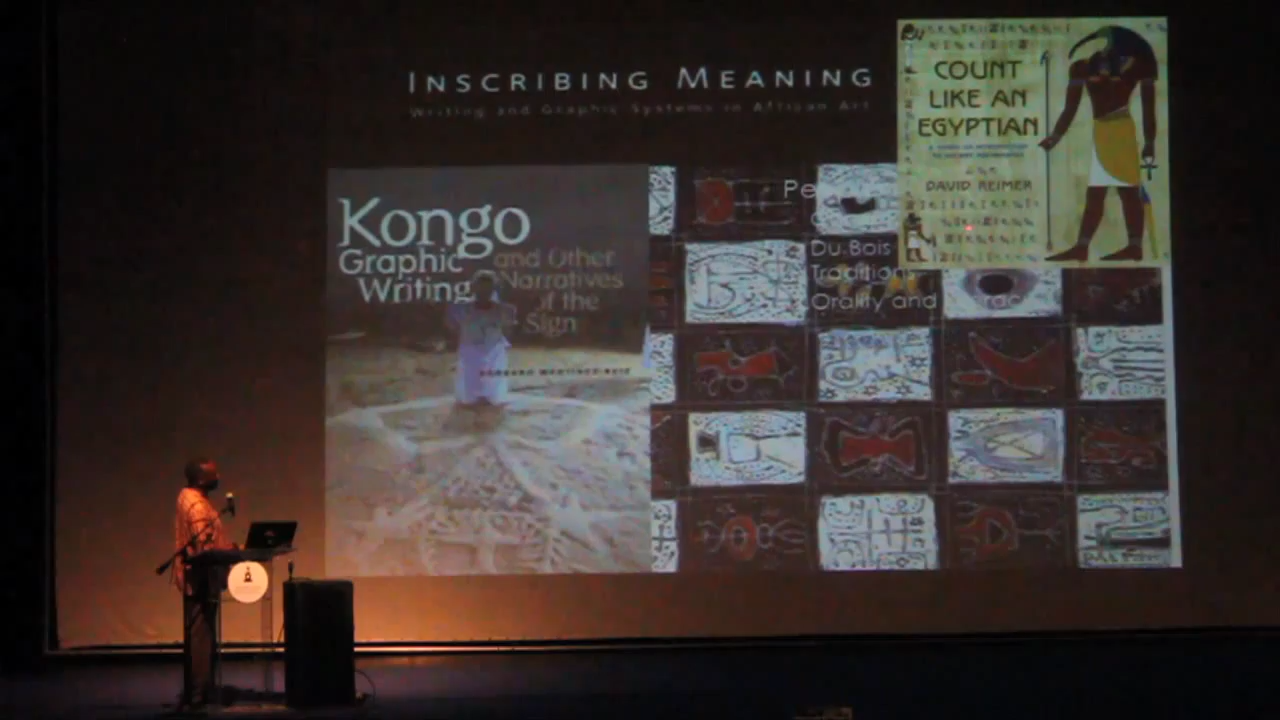 INSCRIBING MEANING
Writing and Graphic Systems in African Art
COUNT
LIKE AN
EGYPTIAN
DAVID REIMER
Kongo
Graphic
Writing
and Other
Narratives
of the
Sign
Du Bois
Traditions
Orality and